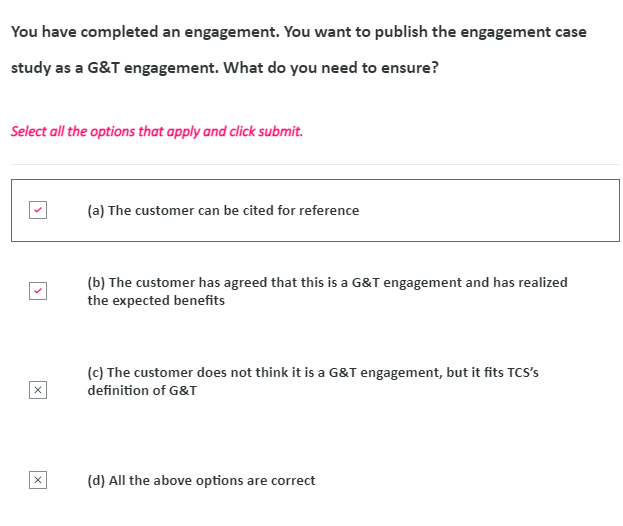 You have completed an engagement. You want to publish the engagement case
study as a G&T engagement. What do you need to ensure?
Select all the options that apply and click submit.
(a) The customer can be cited for reference
(b) The customer has agreed that this is a G&T engagement and has realized
the expected benefits
(c) The customer does not think it is a G&T engagement, but it fits TCS’s
definition of G&T
(d) All the above options are correct